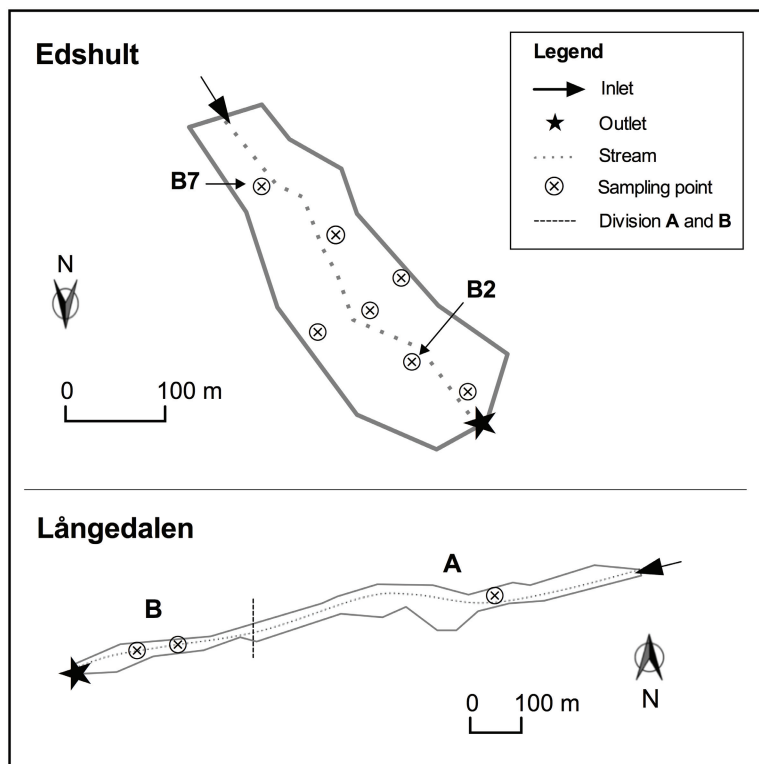 Edshult
Legend
Inlet
Outlet
Stream
Sampling point
Division A and B
B7
N
B2
0 100 m
Långedalen
A
B
0 100 m
N